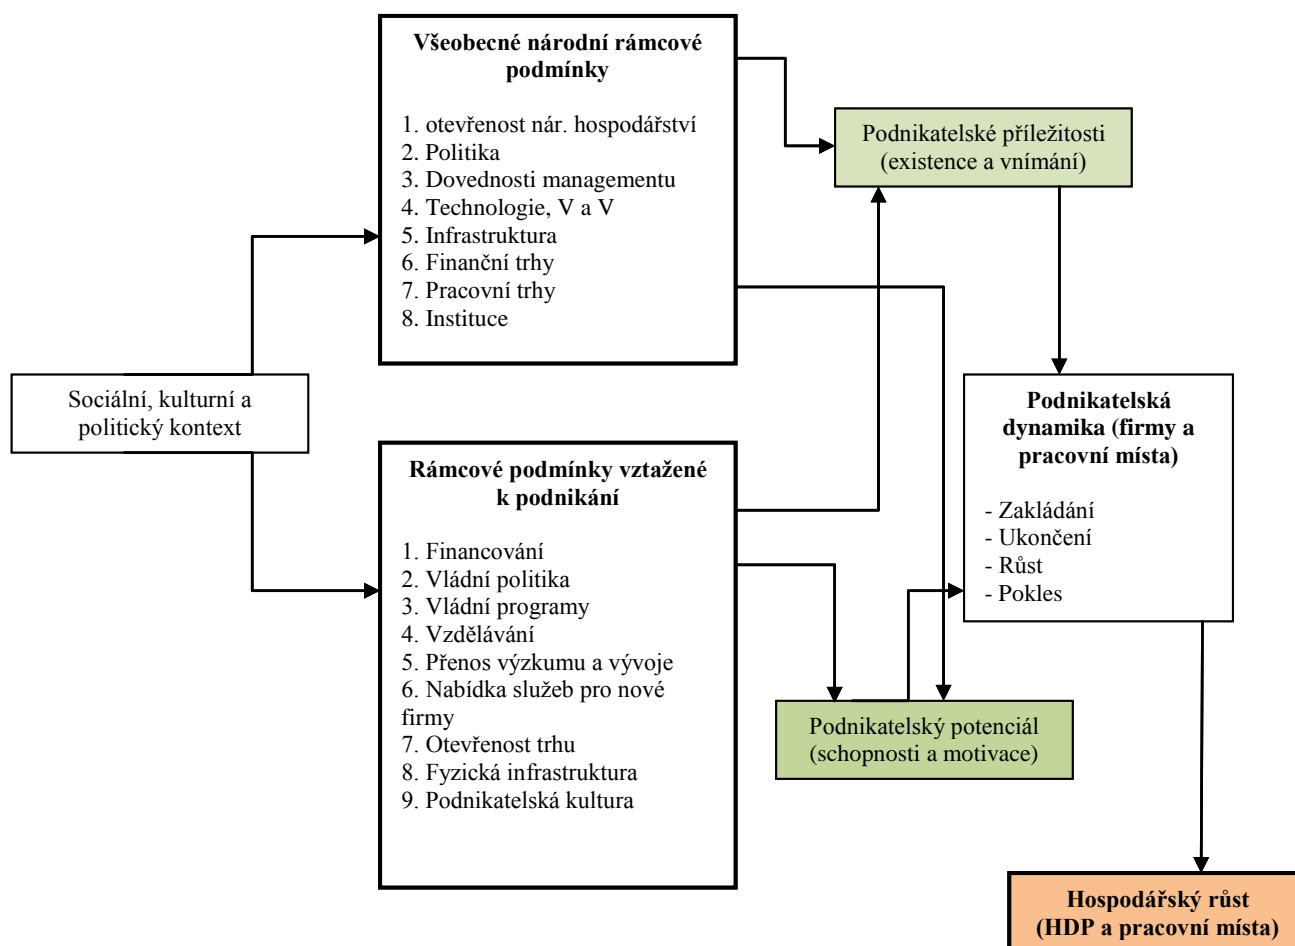 Všeobecné národní rámcové
podmínky
1. otevřenost nár. hospodářství
2. Politika
3. Dovednosti managementu
4. Technologie, V a V
5. Infrastruktura
6. Finanční trhy
7. Pracovní trhy
8. Instituce
Podnikatelské příležitosti
(existence a vnímání)
Sociální, kulturní a
politický kontext
Podnikatelská
dynamika (firmy a
pracovní místa)
- Zakládání
- Ukončení
- Růst
- Pokles
Rámcové podmínky vztažené
k podnikání
1. Financování
2. Vládní politika
3. Vládní programy
4. Vzdělávání
5. Přenos výzkumu a vývoje
6. Nabídka služeb pro nové
firmy
7. Otevřenost trhu
8. Fyzická infrastruktura
9. Podnikatelská kultura
Podnikatelský potenciál
(schopnosti a motivace)
Hospodářský růst
(HDP a pracovní místa)